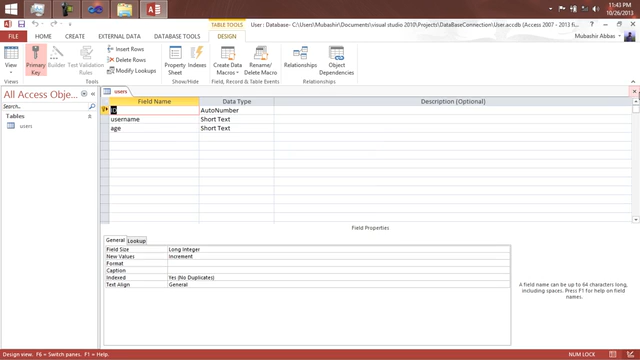 11:43 PM
10/26/2013
TABLE TOOLS
User : Database- C:\Users\Mubashir\Documents\visual studio 2010\Projects\DataBaseConnection\User.accdb (Access 2007 - 2013 f
FILE HOME CREATE EXTERNAL DATA DATABASE TOOLS DESIGN
Mubashir Abbas
View
Primary Key
Builder
Test Validation Rules
Insert Rows
Delete Rows
Modify Lookups
Property Sheet
Indexes
Create Data Macros
Rename/ Delete Macro
Relationships
Object Dependencies
Views
Tools
Show/Hide
Field, Record & Table Events
Relationships
All Access Obje...
Search...
Tables
users
users
Field Name Data Type Description (Optional)
ID AutoNumber
username Short Text
age Short Text
Field Properties
General Lookup
Field Size Long Integer
New Values Increment
Format
Caption
Indexed Yes (No Duplicates)
Text Align General
A field name can be up to 64 characters long,
including spaces. Press F1 for help on field
names.
Design view. F6 = Switch panes. F1 = Help.
NUM LOCK